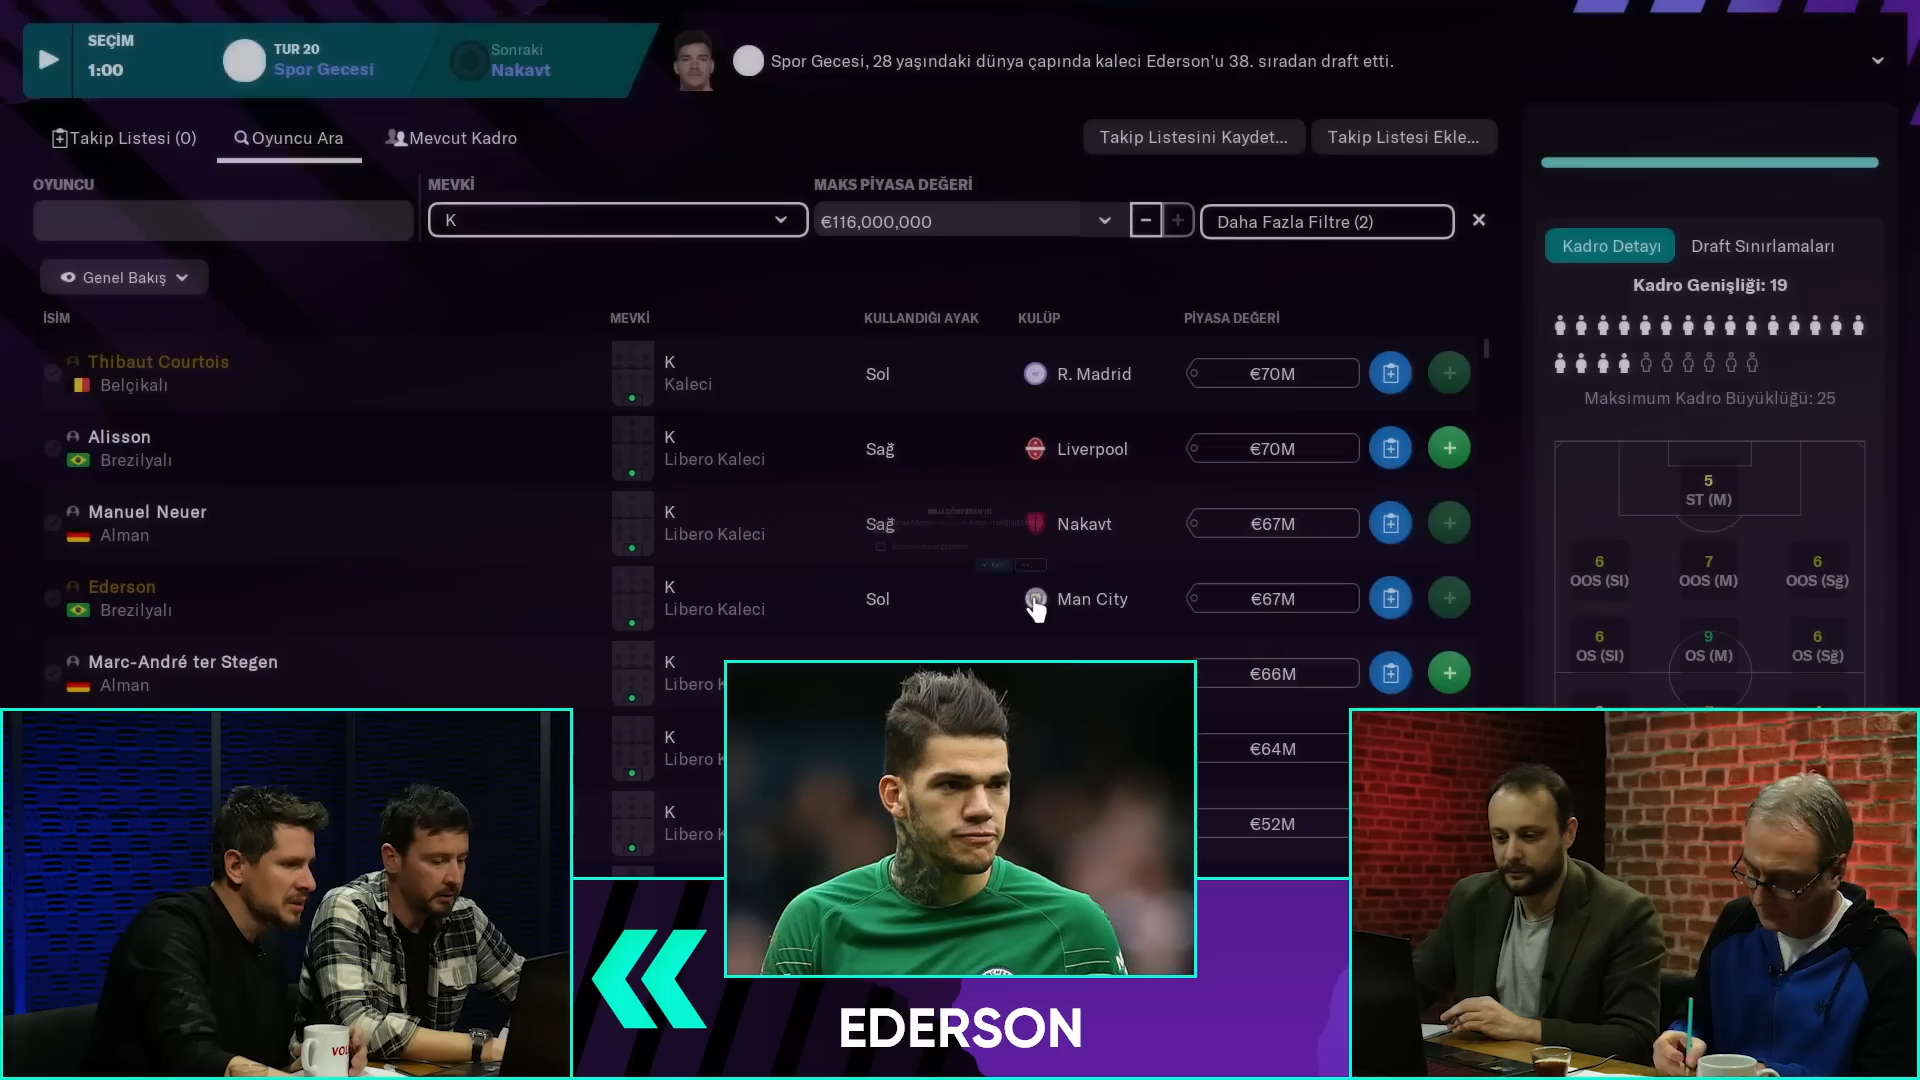 SEÇİM
1:00
TUR 20
Spor Gecesi
Sonraki
Nakavt
Spor Gecesi, 28 yaşındaki dünya çapında kaleci Ederson'u 38. sıradan draft etti.
Takip Listesi (0)
Oyuncu Ara
Mevcut Kadro
Takip Listesini Kaydet...
Takip Listesi Ekle...
OYUNCU
MEVKİ
MAKS PİYASA DEĞERİ
K
€116,000,000
Daha Fazla Filtre (2)
Genel Bakış
İSİM
MEVKİ
KULLANDIĞI AYAK
KULÜP
PİYASA DEĞERİ
Thibaut Courtois
Belçikalı
K
Kaleci
Sol
R. Madrid
€70M
Alisson
Brezilyalı
K
Libero Kaleci
Sağ
Liverpool
€70M
Manuel Neuer
Alman
K
Libero Kaleci
Sağ
Nakavt
€67M
Ederson
Brezilyalı
K
Libero Kaleci
Sol
Man City
€67M
Marc-André ter Stegen
Alman
K
Libero K
€66M
K
Libero K
€64M
K
Libero K
€52M
Kadro Detayı
Draft Sınırlamaları
Kadro Genişliği: 19
Maksimum Kadro Büyüklüğü: 25
5
ST (M)
6
OOS (Sl)
7
OOS (M)
6
OOS (Sğ)
6
OS (Sl)
9
OS (M)
6
OS (Sğ)
EDERSON